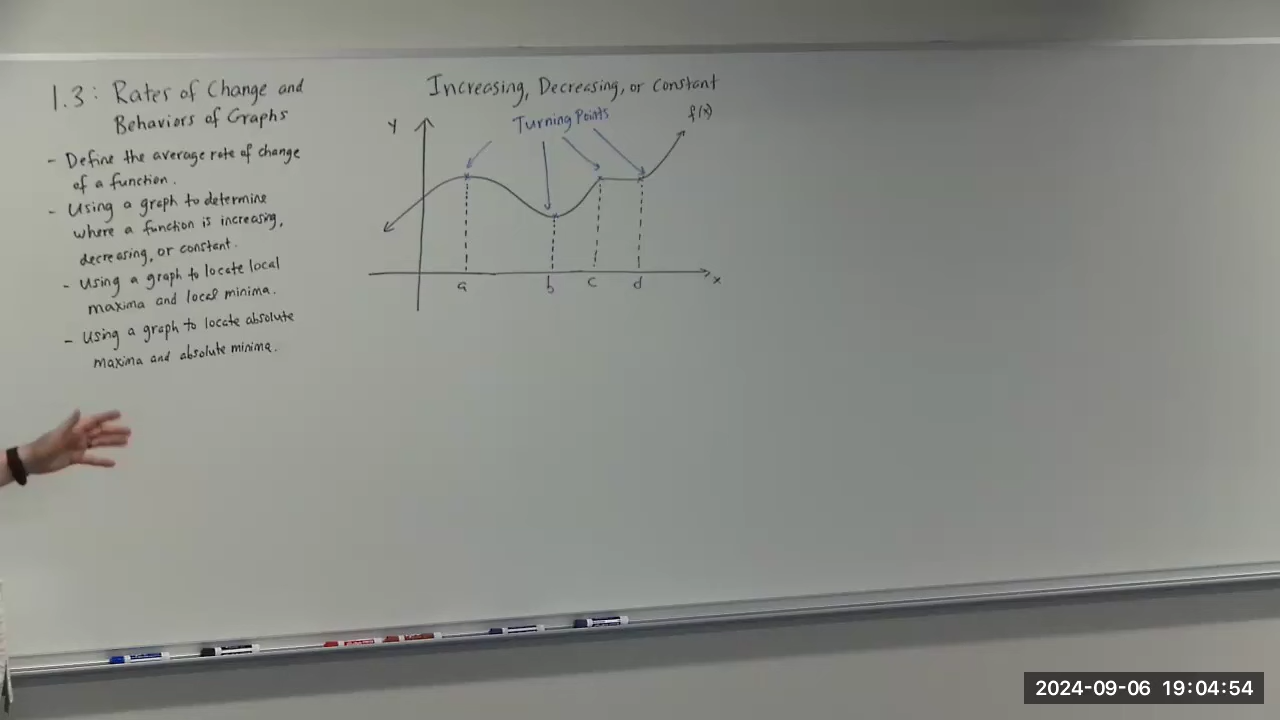 1.3: Rates of Change and
Behaviors of Graphs
- Define the average rate of change
of a function.
- Using a graph to determine
where a function is increasing,
decreasing, or constant.
- Using a graph to locate local
maxima and local minima.
- Using a graph to locate absolute
maxima and absolute minima.
Increasing, Decreasing, or Constant
Turning Points
f(x)
y
x
a b c d
2024-09-06 19:04:54